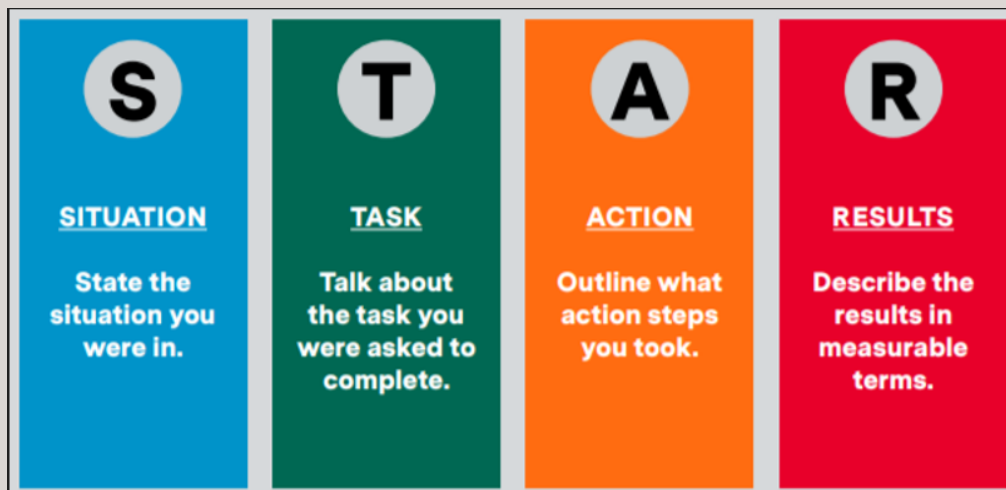 S
SITUATION
State the
situation you
were in.
T
TASK
Talk about
the task you
were asked to
complete.
A
ACTION
Outline what
action steps
you took.
R
RESULTS
Describe the
results in
measurable
terms.